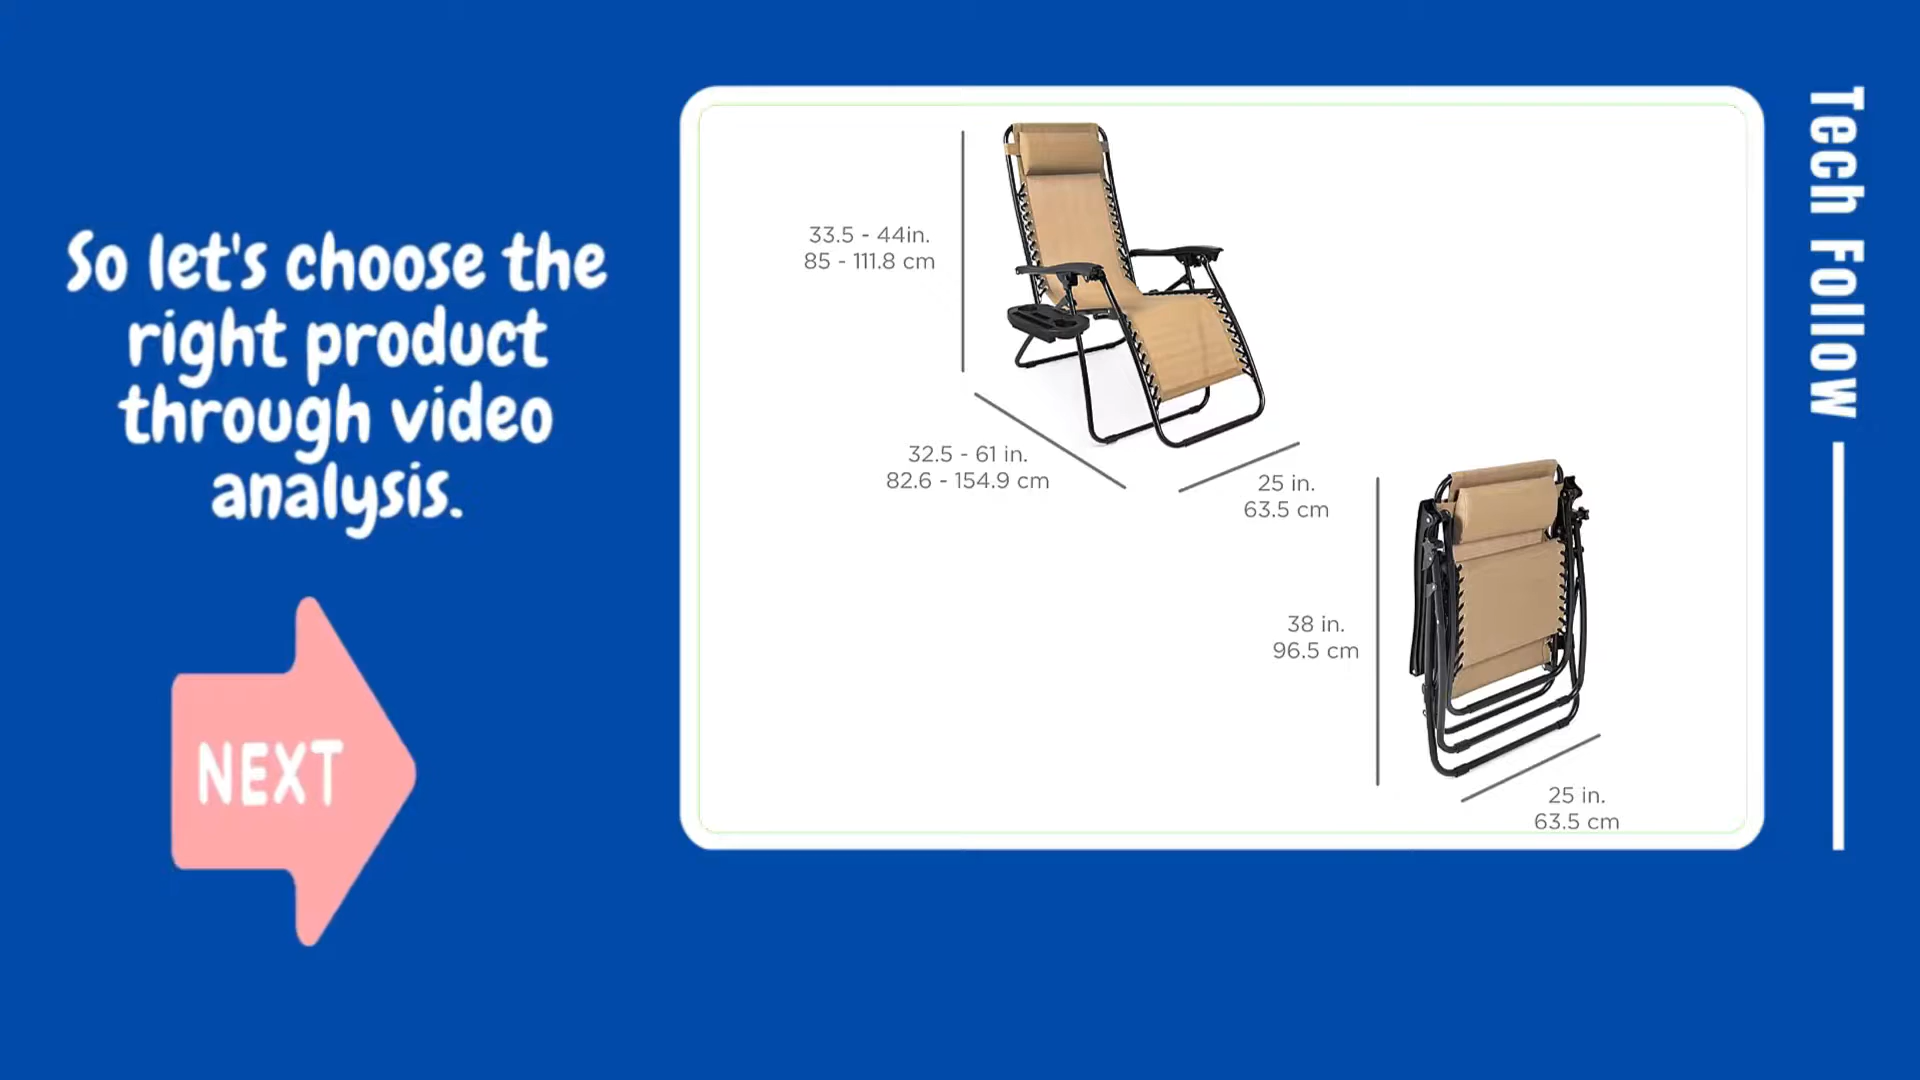 So let's choose the
right product
through video
analysis.
NEXT
33.5 - 44in.
85 - 111.8 cm
32.5 - 61 in.
82.6 - 154.9 cm
25 in.
63.5 cm
38 in.
96.5 cm
25 in.
63.5 cm
Tech Follow